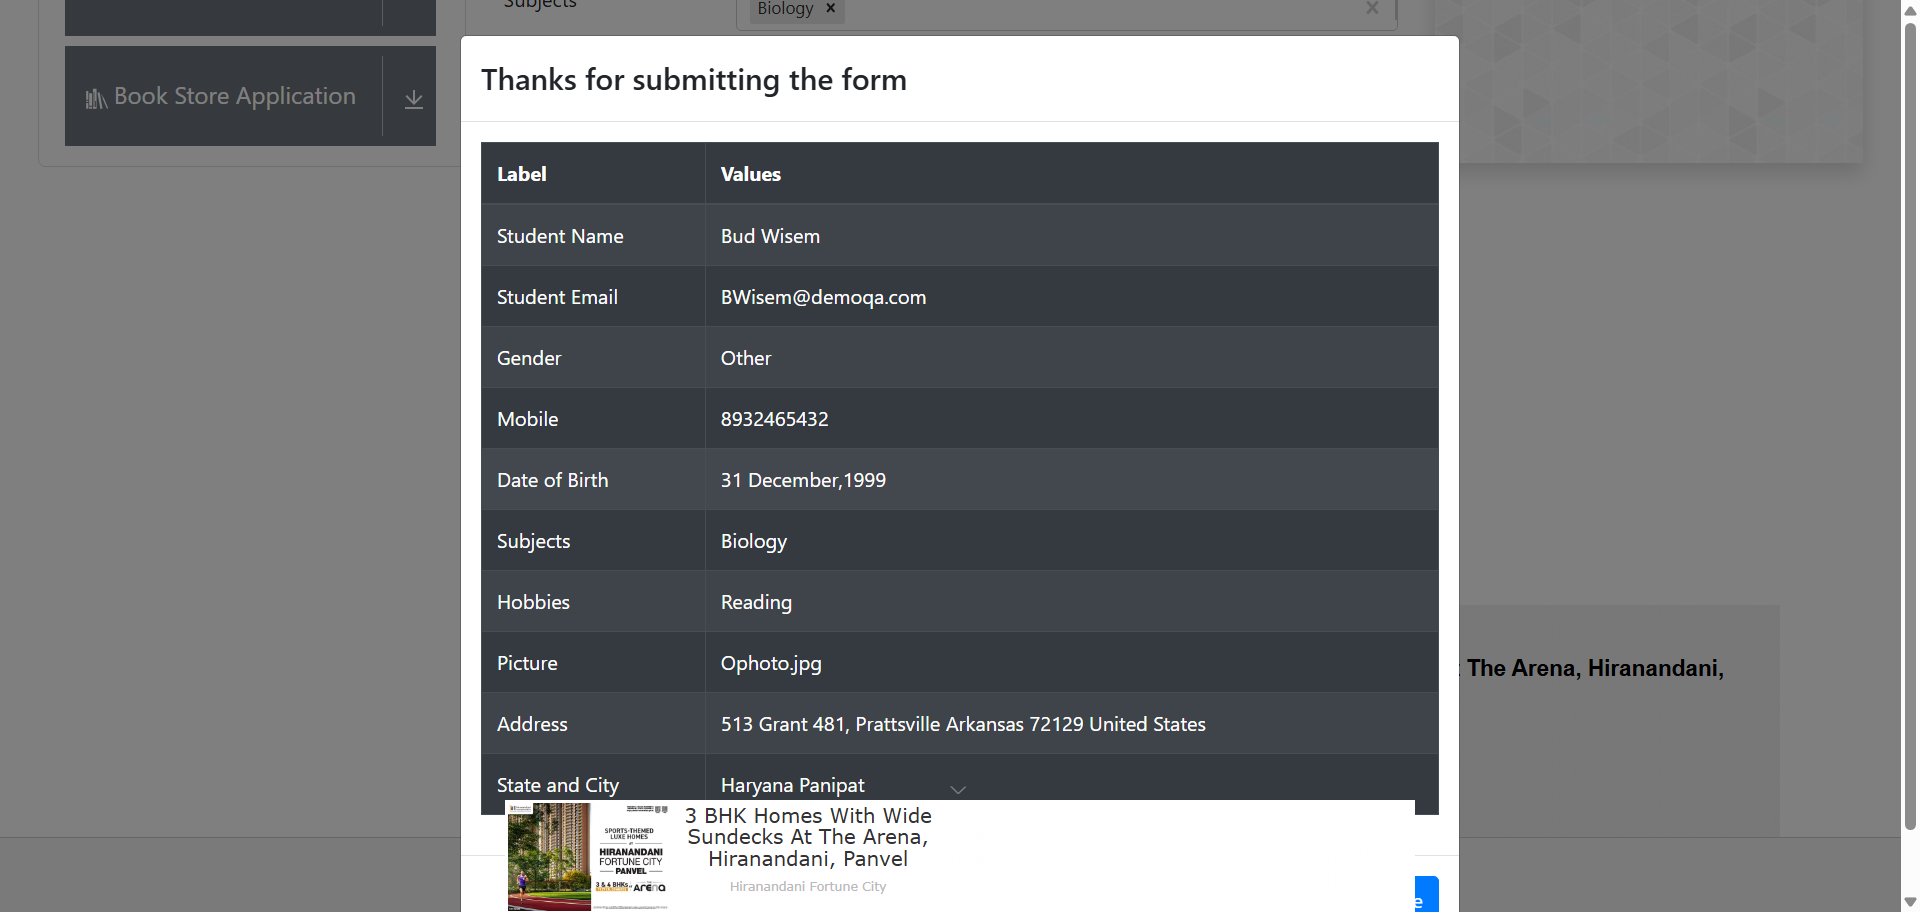 Subjects
Biology ×
Book Store Application
Thanks for submitting the form
Label Values
Student Name Bud Wisem
Student Email BWisem@demoqa.com
Gender Other
Mobile 8932465432
Date of Birth 31 December,1999
Subjects Biology
Hobbies Reading
Picture Ophoto.jpg
Address 513 Grant 481, Prattsville Arkansas 72129 United States
State and City Haryana Panipat
The Arena, Hiranandani,
SPORTS-THEMED
LUXE HOMES
HIRANANDANI
FORTUNE CITY
PANVEL
3 & 4 BHKs
arena
3 BHK Homes With Wide
Sundecks At The Arena,
Hiranandani, Panvel
Hiranandani Fortune City
e